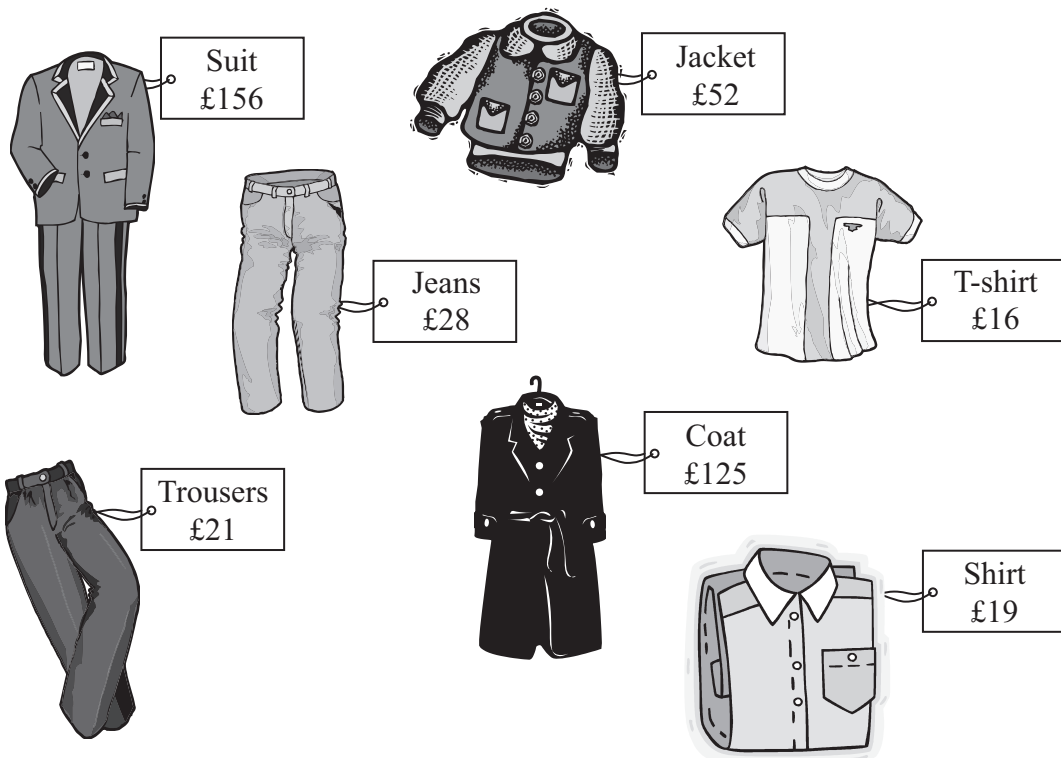 Suit
£156
Jacket
£52
Jeans
£28
T-shirt
£16
Coat
£125
Trousers
£21
Shirt
£19